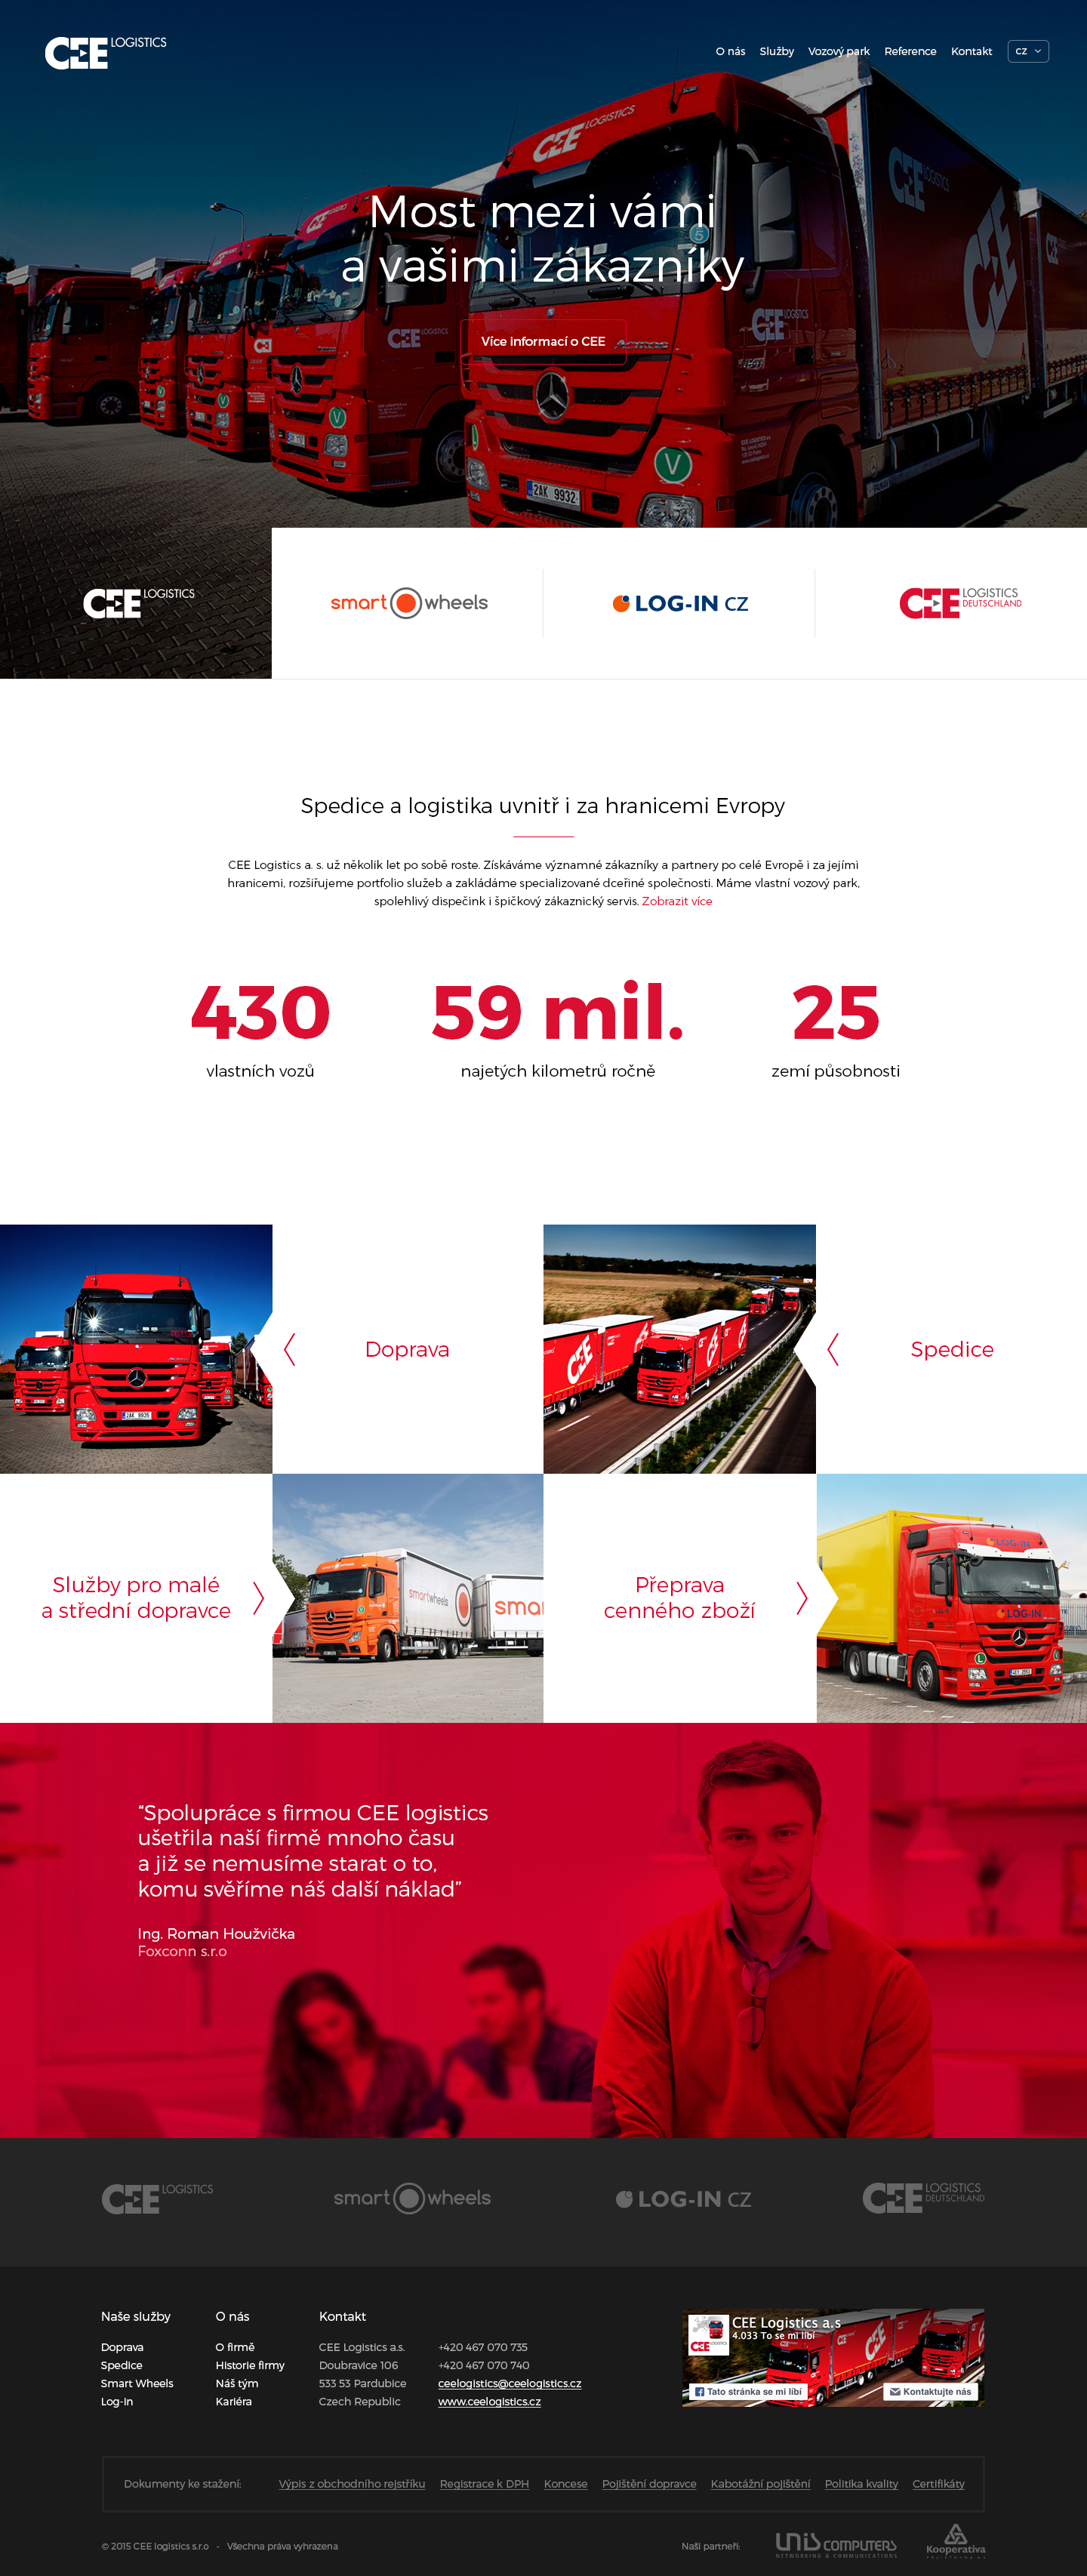 CEE LOGISTICS
O nás Služby Vozový park Reference Kontakt cz
Most mezi vámi
a vašimi zákazníky
Více informací o CEE
2AK 9932
CEE LOGISTICS
smart wheels
LOG-IN CZ
CEE LOGISTICS DEUTSCHLAND
Spedice a logistika uvnitř i za hranicemi Evropy
CEE Logistics a. s. už několik let po sobě roste. Získáváme významné zákazníky a partnery po celé Evropě i za jejími
hranicemi, rozšiřujeme portfolio služeb a zakládáme specializované dceřiné společnosti. Máme vlastní vozový park,
spolehlivý dispečink i špičkový zákaznický servis. Zobrazit více
430 59 mil. 25
vlastních vozů najetých kilometrů ročně zemí působnosti
2AK 9935
Doprava
CEE
Spedice
Služby pro malé
a střední dopravce
smartwheels
Přeprava
cenného zboží
LOG-IN
“Spolupráce s firmou CEE logistics
ušetřila naší firmě mnoho času
a již se nemusíme starat o to,
komu svěříme náš další náklad”
Ing. Roman Houžvička
Foxconn s.r.o
CEE LOGISTICS
smart wheels
LOG-IN CZ
CEE LOGISTICS DEUTSCHLAND
Naše služby
Doprava
Spedice
Smart Wheels
Log-in
O nás
O firmě
Historie firmy
Náš tým
Kariéra
Kontakt
CEE Logistics a.s.
Doubravice 106
533 53 Pardubice
Czech Republic
+420 467 070 735
+420 467 070 740
ceelogistics@ceelogistics.cz
www.ceelogistics.cz
CEE Logistics a.s
4.033 To se mi líbí
Tato stránka se mi líbí
Kontaktujte nás
Dokumenty ke stažení: Výpis z obchodního rejstříku Registrace k DPH Koncese Pojištění dopravce Kabotážní pojištění Politika kvality Certifikáty
© 2015 CEE logistics s.r.o - Všechna práva vyhrazena
Naši partneři:
unis COMPUTERS
NETWORKING & COMMUNICATIONS
Kooperativa